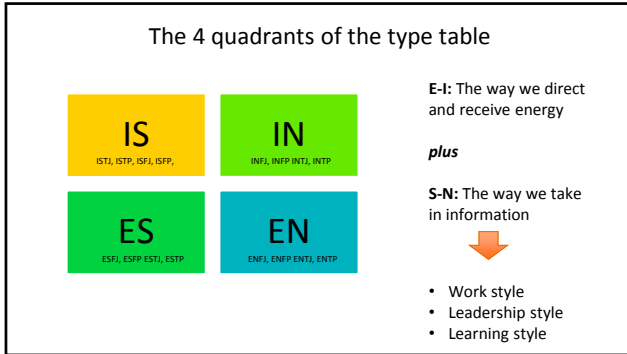 The 4 quadrants of the type table
IS
ISTJ, ISTP, ISFJ, ISFP,
IN
INFJ, INFP INTJ, INTP
ES
ESFJ, ESFP ESTJ, ESTP
EN
ENFJ, ENFP ENTJ, ENTP
E-I: The way we direct
and receive energy
plus
S-N: The way we take
in information
• Work style
• Leadership style
• Learning style